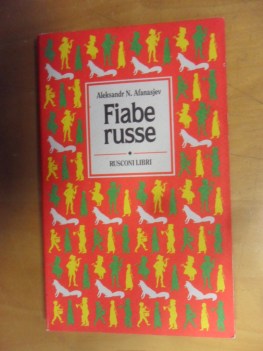 Aleksandr N. Afanasjev
Fiabe
russe
RUSCONI LIBRI